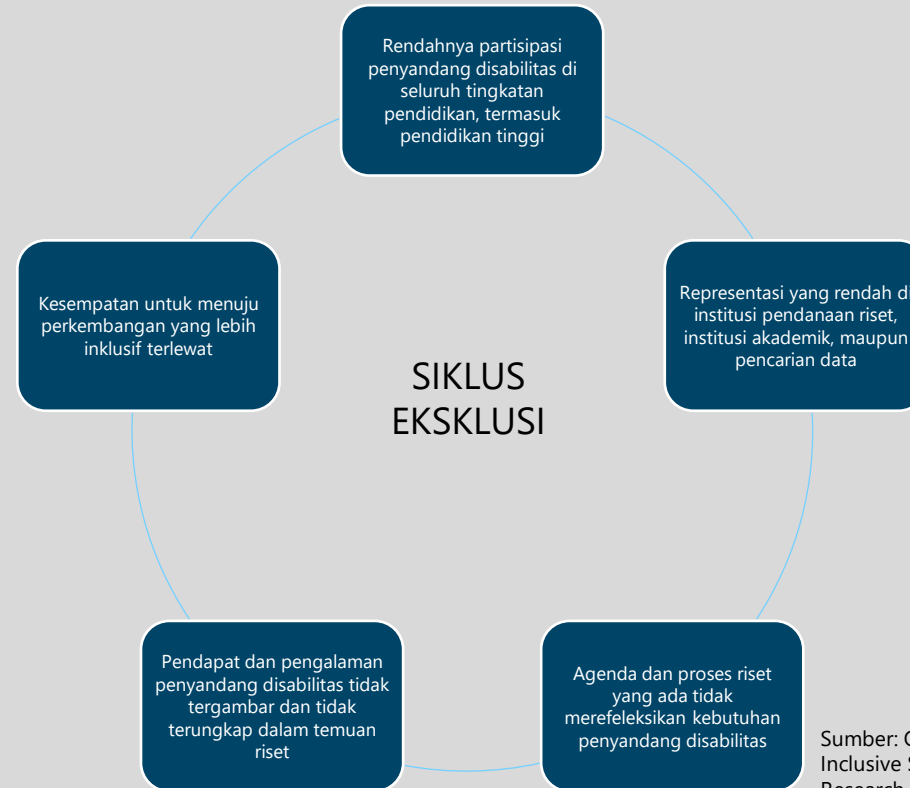 Rendahnya partisipasi
penyandang disabilitas di
seluruh tingkatan
pendidikan, termasuk
pendidikan tinggi
Representasi yang rendah di
institusi pendanaan riset,
institusi akademik, maupun
pencarian data
Agenda dan proses riset
yang ada tidak
merefeleksikan kebutuhan
penyandang disabilitas
Pendapat dan pengalaman
penyandang disabilitas tidak
tergambar dan tidak
terungkap dalam temuan
riset
Kesempatan untuk menuju
perkembangan yang lebih
inklusif terlewat
SIKLUS
EKSKLUSI
Sumber:
Inclusive
Research